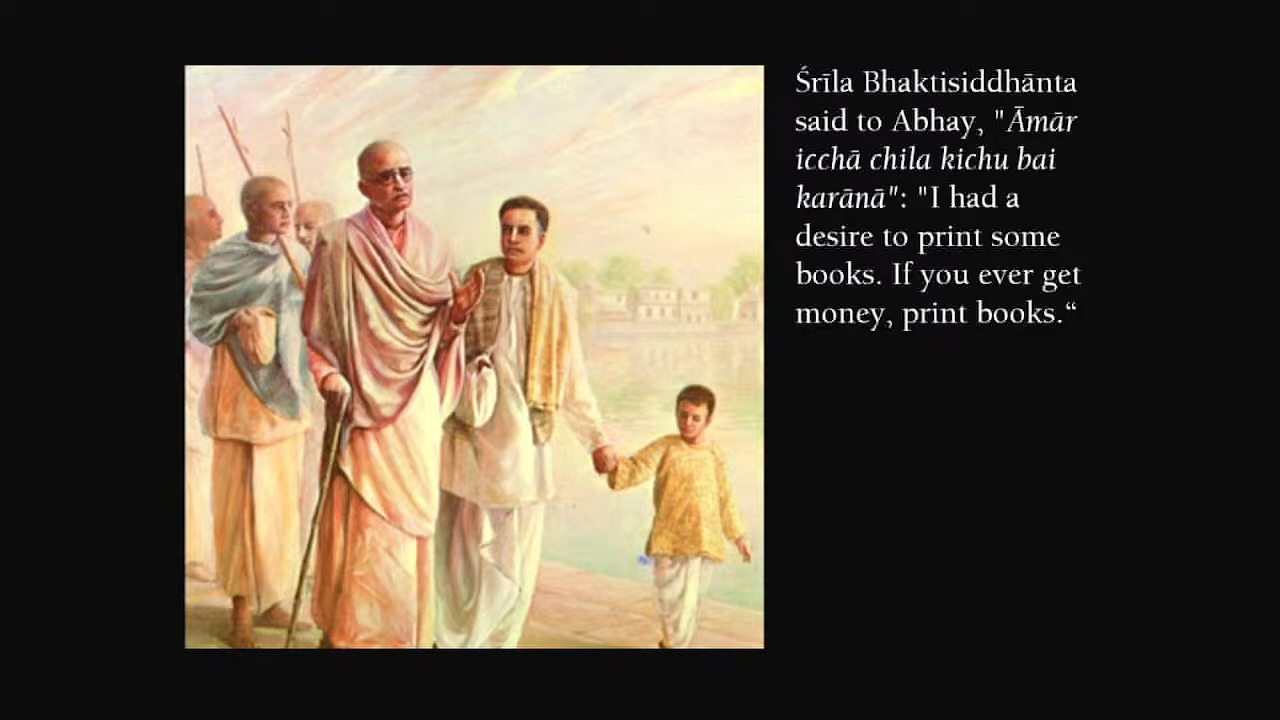 Śrīla Bhaktisiddhānta
said to Abhay, "Āmār
icchā chila kichu bai
karānā": "I had a
desire to print some
books. If you ever get
money, print books.“